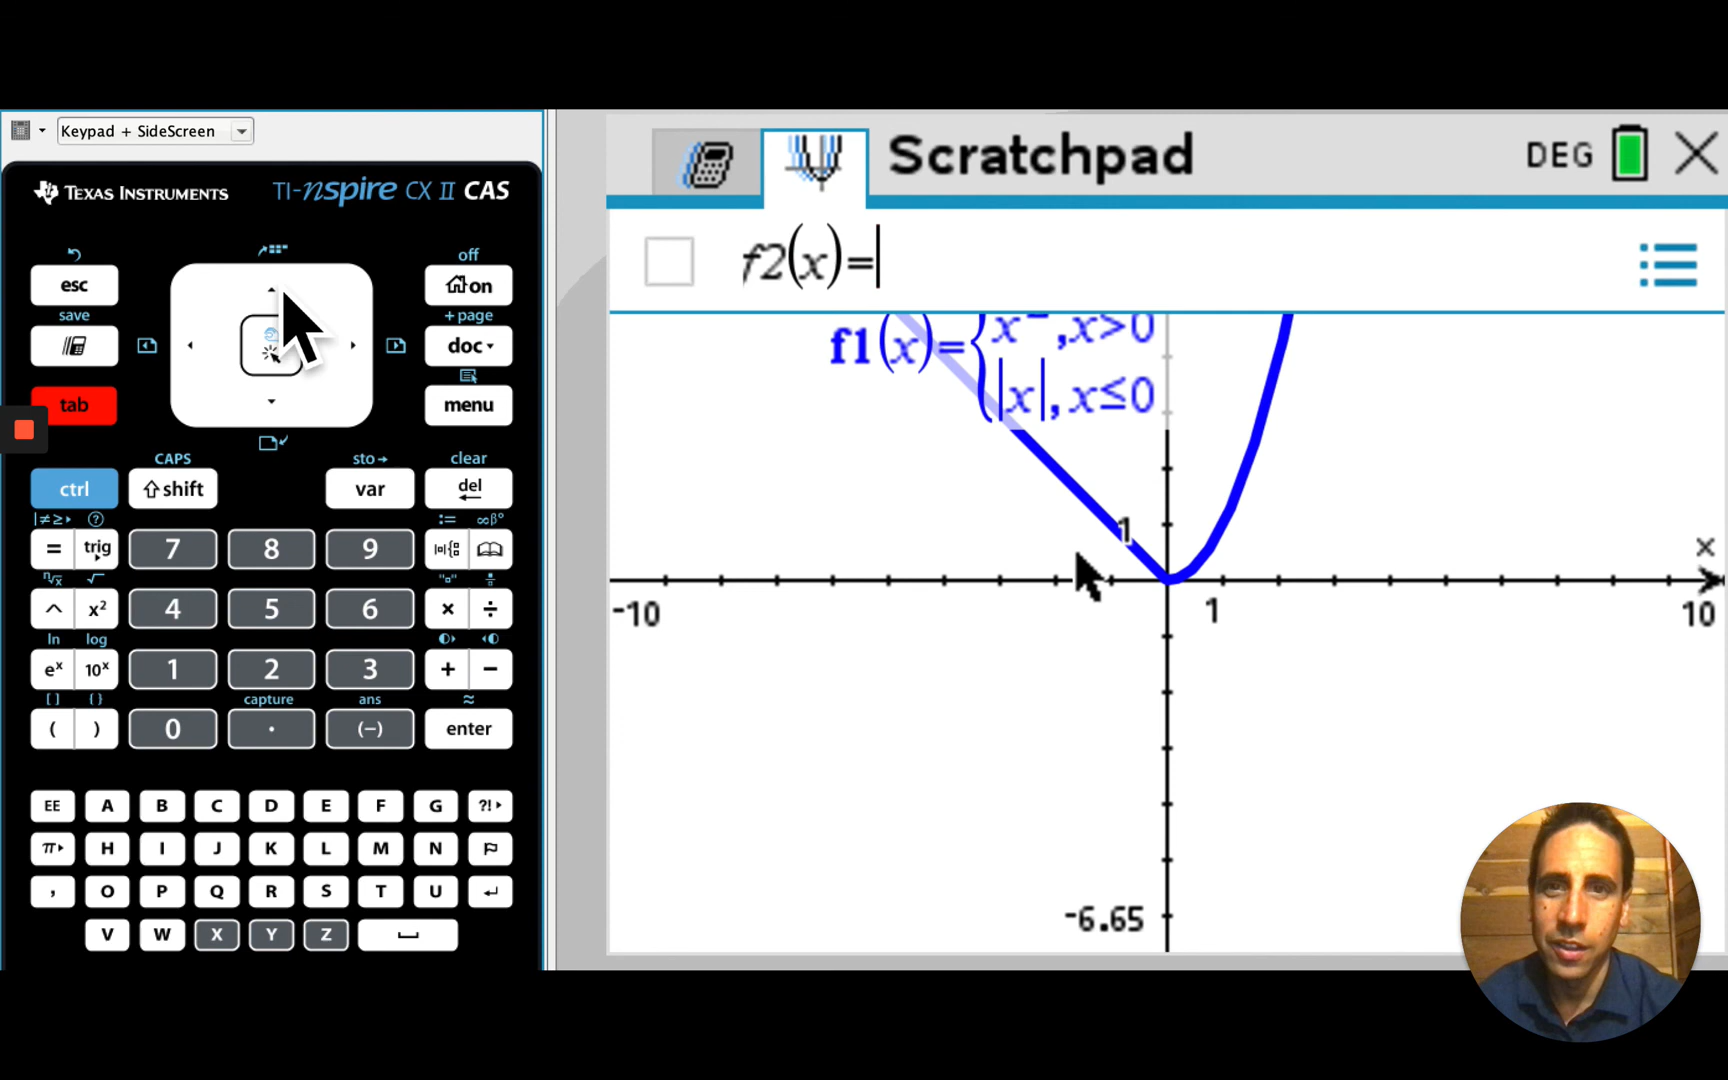 Keypad + SideScreen
TEXAS INSTRUMENTS TI-nspire CX II CAS
off
esc
on
save
+ page
doc
tab
menu
CAPS sto→ clear
ctrl ⇧shift var del
|≠≥▸ ? := ∞β°
= trig 7 8 9 |□|{
ⁿ√x √ "□" ÷
^ x² 4 5 6 × ÷
ln log
eˣ 10ˣ 1 2 3 + −
[ ] { } capture ans ≈
( ) 0 . (−) enter
EE A B C D E F G ?!▸
π▸ H I J K L M N
, O P Q R S T U ↵
V W X Y Z
Scratchpad
DEG
f2(x)=
f1(x)={x²,x>0
|x|,x≤0
1
x
-10
1
10
-6.65